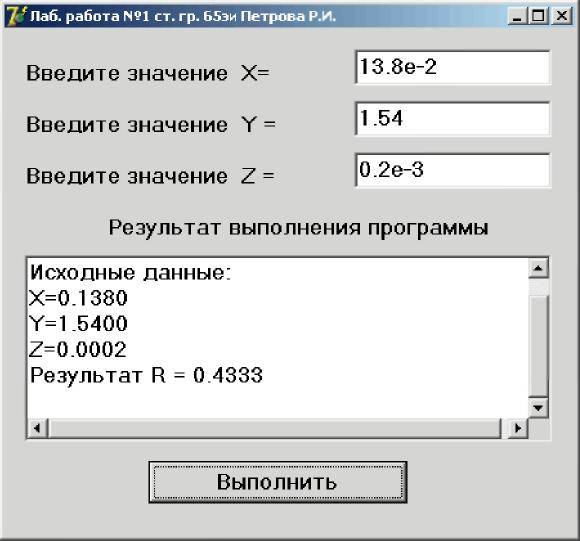 Лаб. работа №1 ст. гр. 65эи Петрова Р.И.
Введите значение X=
13.8e-2
Введите значение Y =
1.54
Введите значение Z =
0.2e-3
Результат выполнения программы
Исходные данные:
X=0.1380
Y=1.5400
Z=0.0002
Результат R = 0.4333
Выполнить